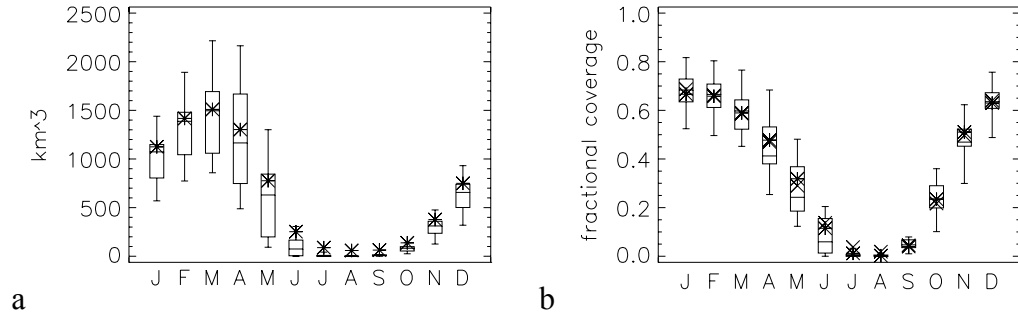 km^3
2500
2000
1500
1000
500
0
J F M A M J J A S O N D
a
fractional coverage
1.0
0.8
0.6
0.4
0.2
0.0
J F M A M J J A S O N D
b